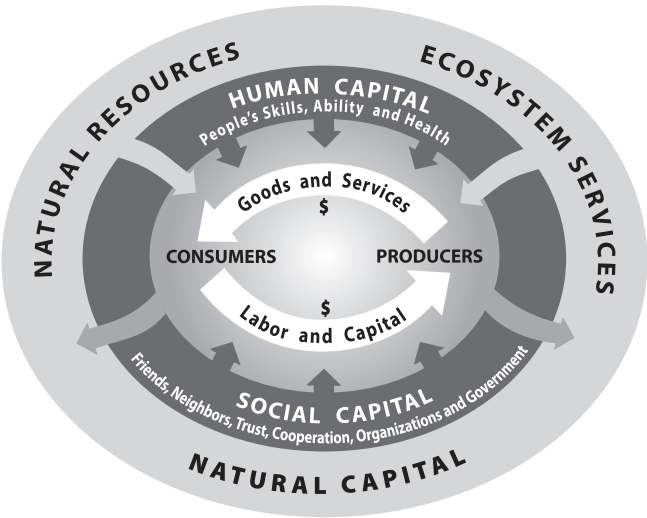 NATURAL RESOURCES
ECOSYSTEM SERVICES
HUMAN CAPITAL
People's Skills, Ability and Health
Goods and Services
$
CONSUMERS
PRODUCERS
$
Labor and Capital
SOCIAL CAPITAL
Friends, Neighbors, Trust, Cooperation, Organizations and Government
NATURAL CAPITAL